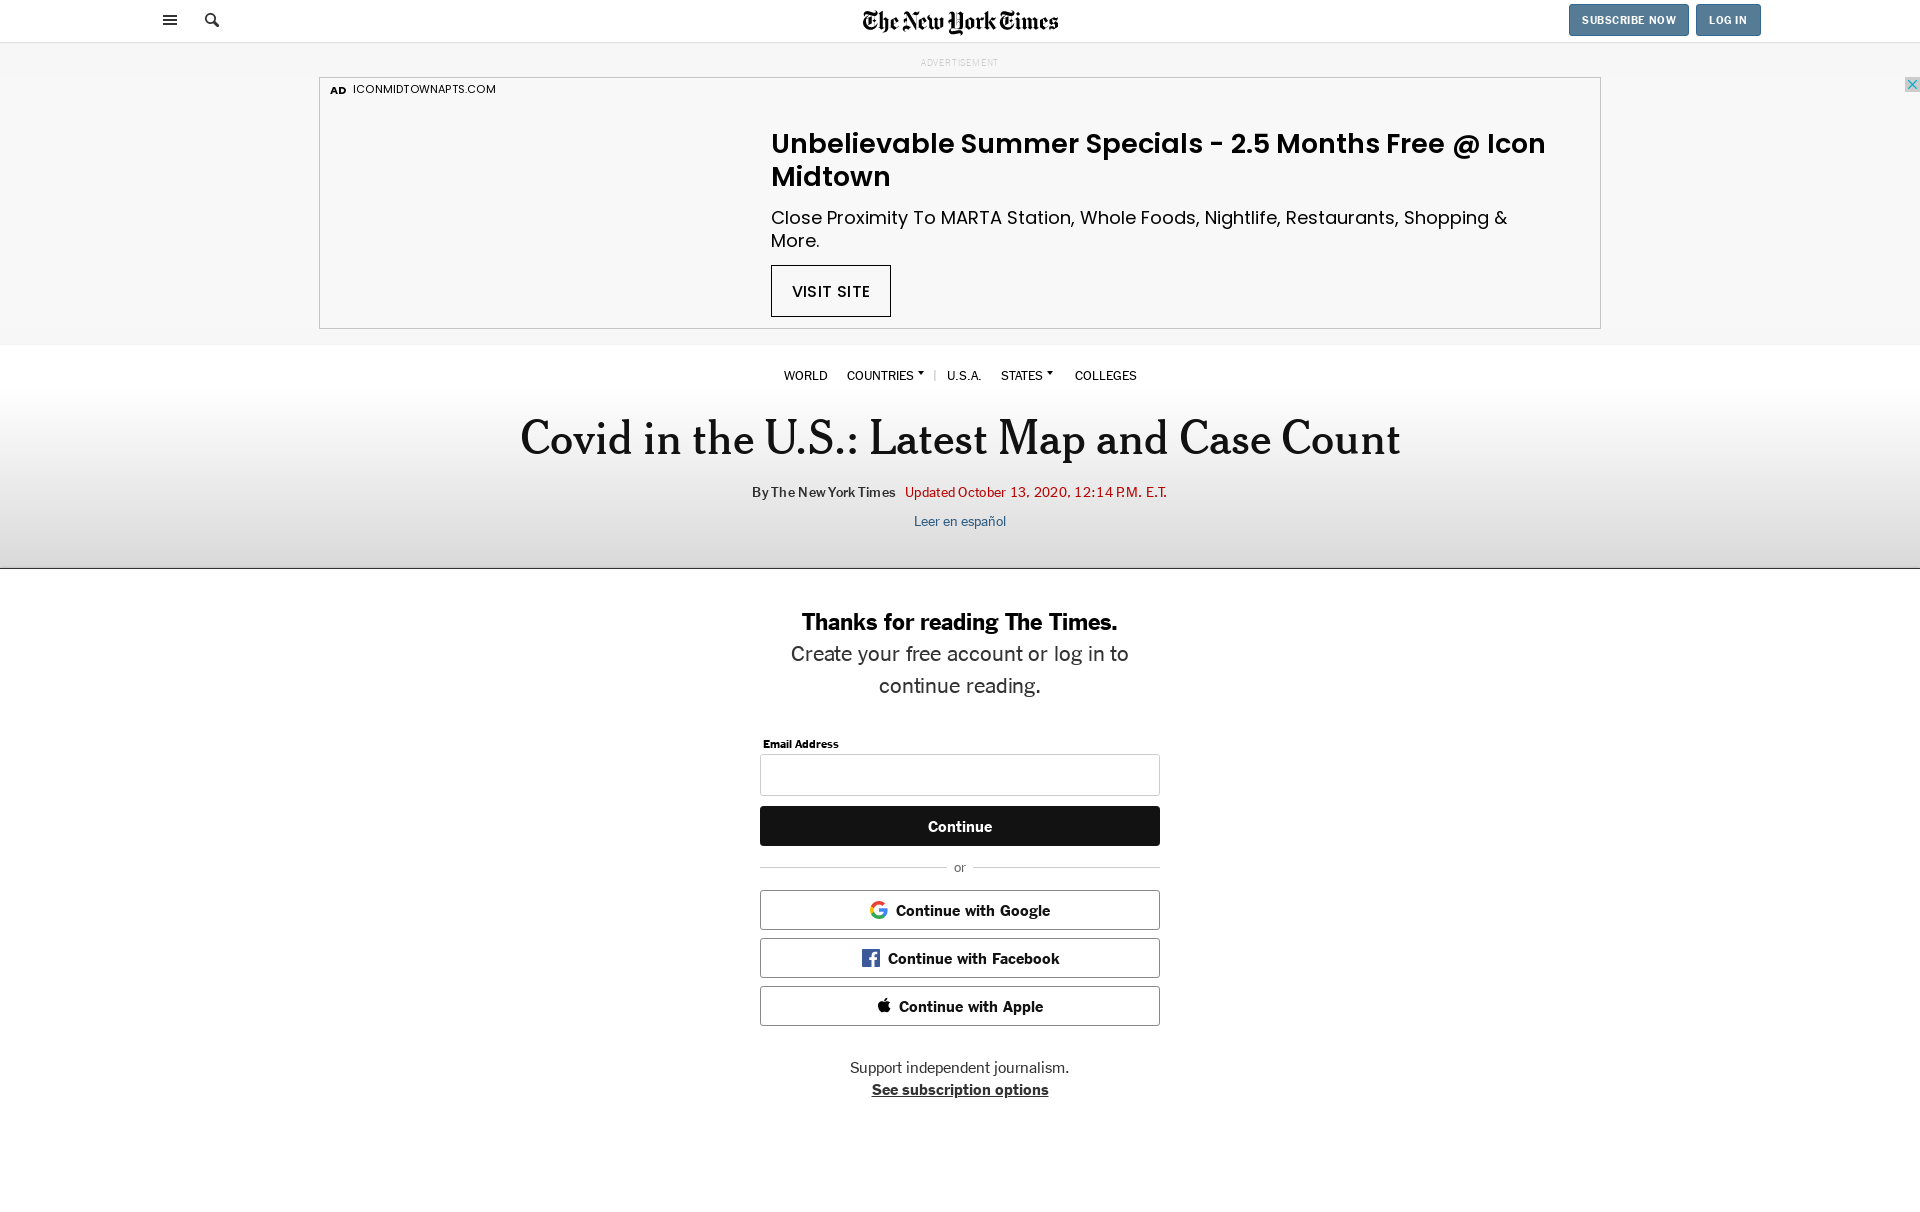 The New York Times
SUBSCRIBE NOW
LOG IN
ADVERTISEMENT
AD ICONMIDTOWNAPTS.COM
Unbelievable Summer Specials - 2.5 Months Free @ Icon
Midtown
Close Proximity To MARTA Station, Whole Foods, Nightlife, Restaurants, Shopping &
More.
VISIT SITE
WORLD COUNTRIES | U.S.A. STATES COLLEGES
Covid in the U.S.: Latest Map and Case Count
By The New York Times Updated October 13, 2020, 12:14 P.M. E.T.
Leer en español
Thanks for reading The Times.
Create your free account or log in to
continue reading.
Email Address
Continue
or
Continue with Google
Continue with Facebook
Continue with Apple
Support independent journalism.
See subscription options